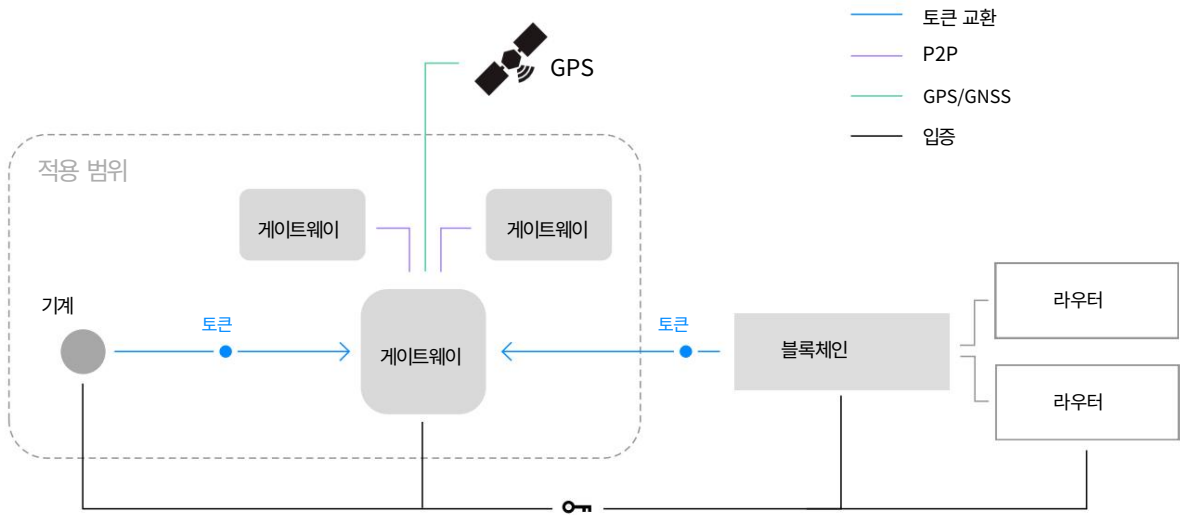 토큰 교환
P2P
GPS/GNSS
입증
GPS
적용 범위
게이트웨이
게이트웨이
기계
토큰
게이트웨이
토큰
블록체인
라우터
라우터